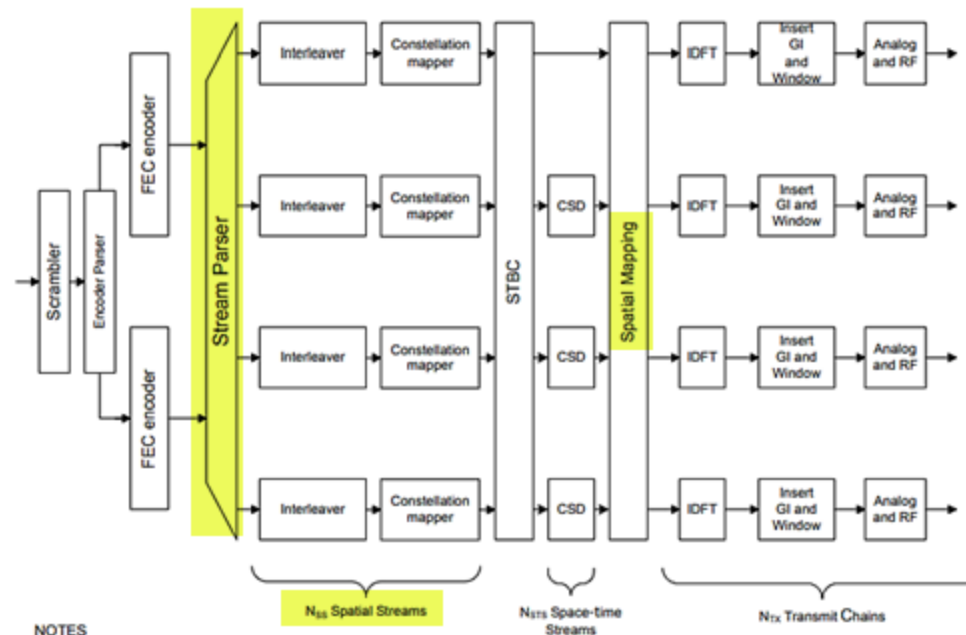 Scrambler
Encoder Parser
FEC encoder
FEC encoder
Stream Parser
Interleaver
Constellation
mapper
STBC
Spatial Mapping
IDFT
Insert
GI
and
Window
Analog
and RF
Interleaver
Constellation
mapper
CSD
IDFT
Insert
GI and
Window
Analog
and RF
Interleaver
Constellation
mapper
CSD
IDFT
Insert
GI and
Window
Analog
and RF
Interleaver
Constellation
mapper
CSD
IDFT
Insert
GI and
Window
Analog
and RF
NSS Spatial Streams
NSTS Space-time
Streams
NTX Transmit Chains
NOTES